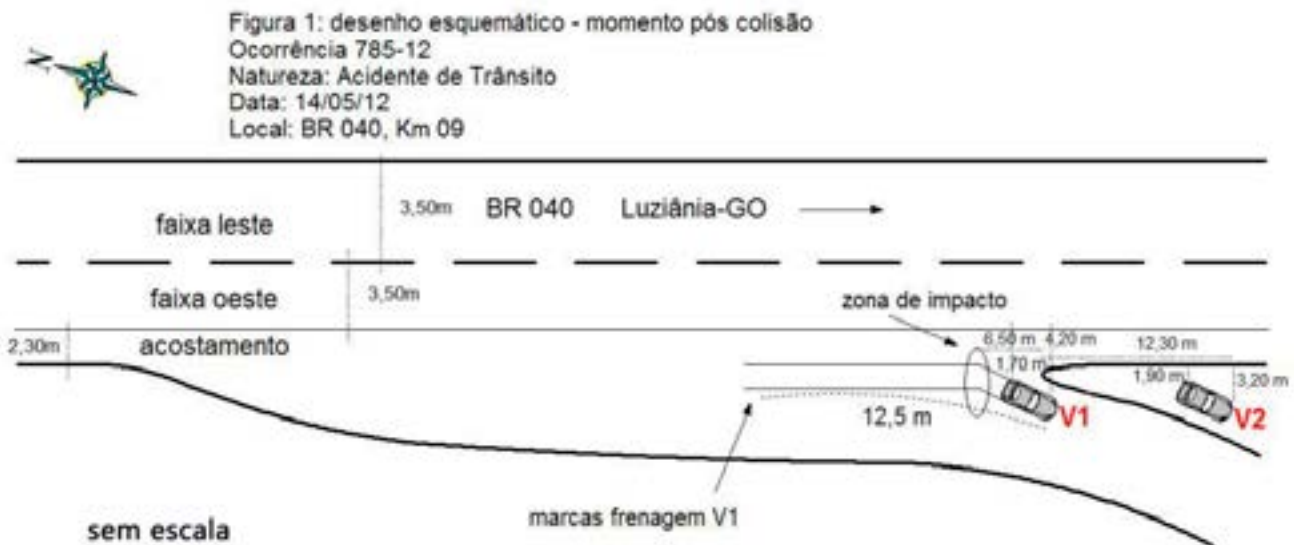 Figura 1: desenho esquemático - momento pós colisão
Ocorrência 785-12
Natureza: Acidente de Trânsito
Data: 14/05/12
Local: BR 040, Km 09
N
3,50m BR 040 Luziânia-GO
faixa leste
faixa oeste
3,50m
zona de impacto
2,30m
acostamento
6,50 m 4,20 m 12,30 m
1,70 m
1,90 m
3,20 m
12,5 m
V1
V2
marcas frenagem V1
sem escala